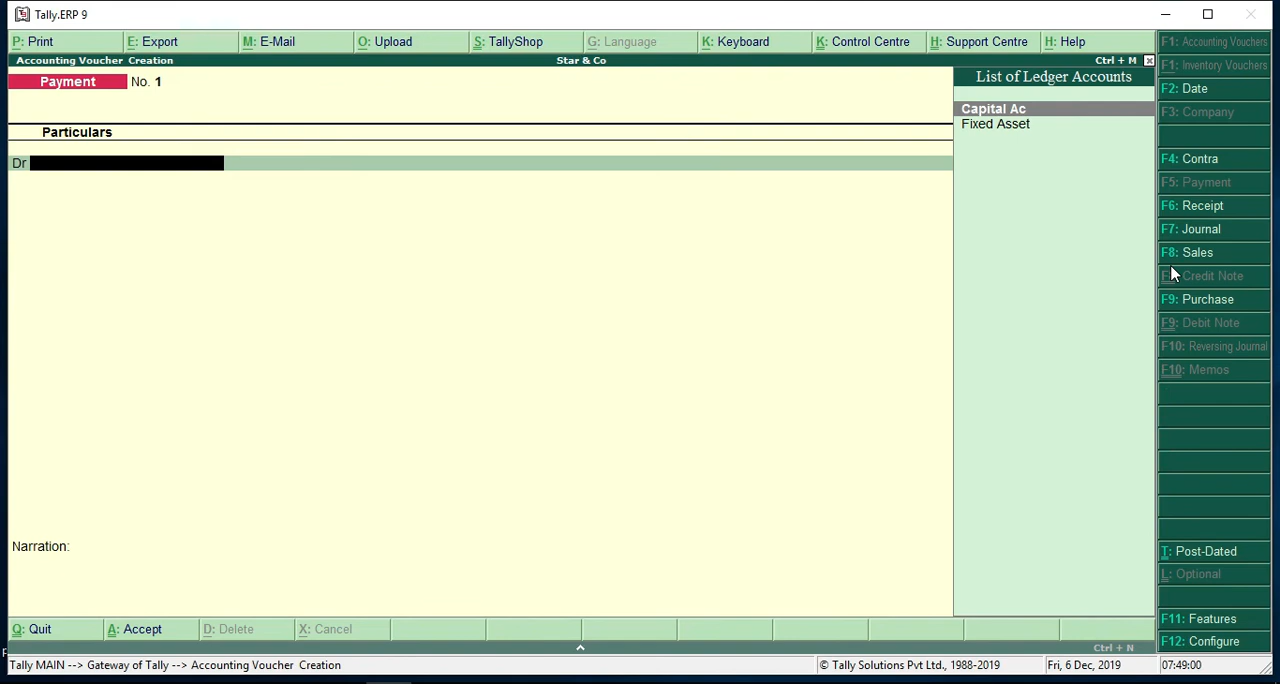 Tally.ERP 9
P: Print E: Export M: E-Mail O: Upload S: TallyShop G: Language K: Keyboard K: Control Centre H: Support Centre H: Help
Accounting Voucher Creation Star & Co Ctrl + M
Payment No. 1
Particulars
Dr
Narration:
List of Ledger Accounts
Capital Ac
Fixed Asset
F1: Accounting Vouchers
F1: Inventory Vouchers
F2: Date
F3: Company
F4: Contra
F5: Payment
F6: Receipt
F7: Journal
F8: Sales
Credit Note
F9: Purchase
F9: Debit Note
F10: Reversing Journal
F10: Memos
T: Post-Dated
L: Optional
F11: Features
F12: Configure
Q: Quit A: Accept D: Delete X: Cancel
Ctrl + N
Tally MAIN --> Gateway of Tally --> Accounting Voucher Creation © Tally Solutions Pvt Ltd., 1988-2019 Fri, 6 Dec, 2019 07:49:00